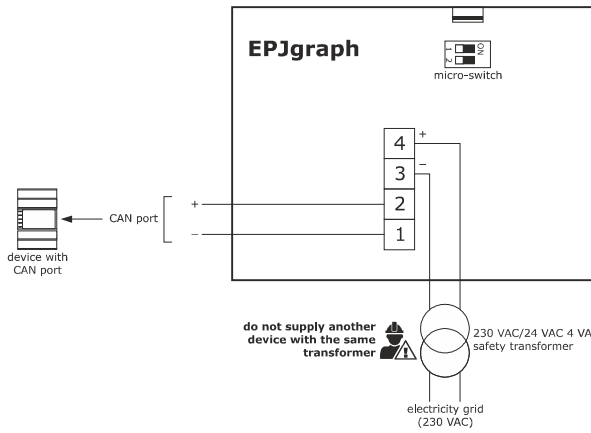 EPJgraph
ON
1
2
micro-switch
4 +
3 –
+ 2
– 1
CAN port
device with
CAN port
do not supply another
device with the same
transformer
230 VAC/24 VAC 4 VA
safety transformer
electricity grid
(230 VAC)